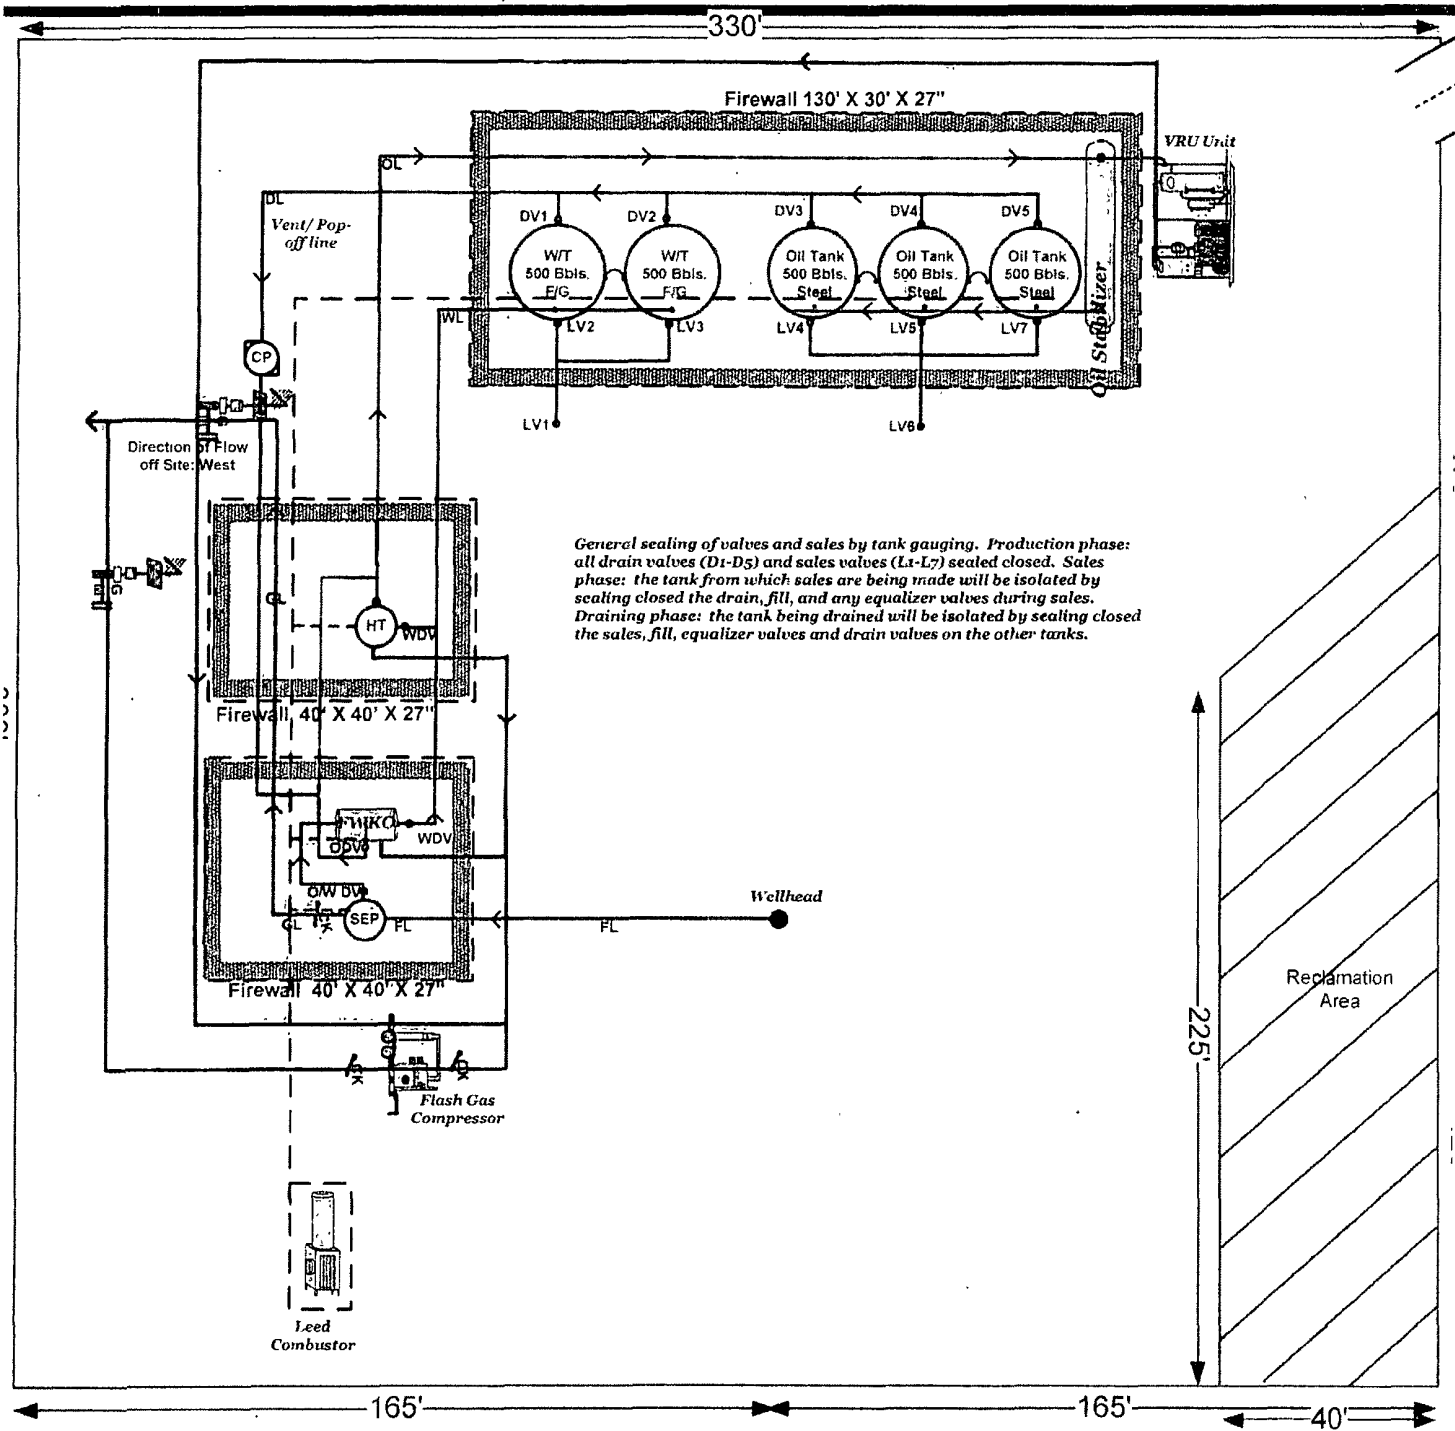 330'
Firewall 130' X 30' X 27"
VRU Unit
OL
DL
Vent/ Pop-
off line
DV1
DV2
DV3
DV4
DV5
W/T
500 Bbls.
F/G
W/T
500 Bbls.
F/G
Oil Tank
500 Bbls.
Steel
Oil Tank
500 Bbls.
Steel
Oil Tank
500 Bbls.
Steel
Oil Stabilizer
WL
LV2
LV3
LV4
LV5
LV7
CP
LV1
LV6
Direction of Flow
off Site: West
General sealing of valves and sales by tank gauging. Production phase:
all drain valves (D1-D5) and sales valves (L1-L7) sealed closed. Sales
phase: the tank from which sales are being made will be isolated by
sealing closed the drain, fill, and any equalizer valves during sales.
Draining phase: the tank being drained will be isolated by sealing closed
the sales, fill, equalizer valves and drain valves on the other tanks.
GL
HT
WDV
Firewall 40' X 40' X 27"
FWKO
WDV
ODV
O/W DV
SEP
GL
FL
FL
Wellhead
Firewall 40' X 40' X 27"
Reclamation
Area
225'
CK
Flash Gas
Compressor
Leed
Combustor
165'
165'
40'